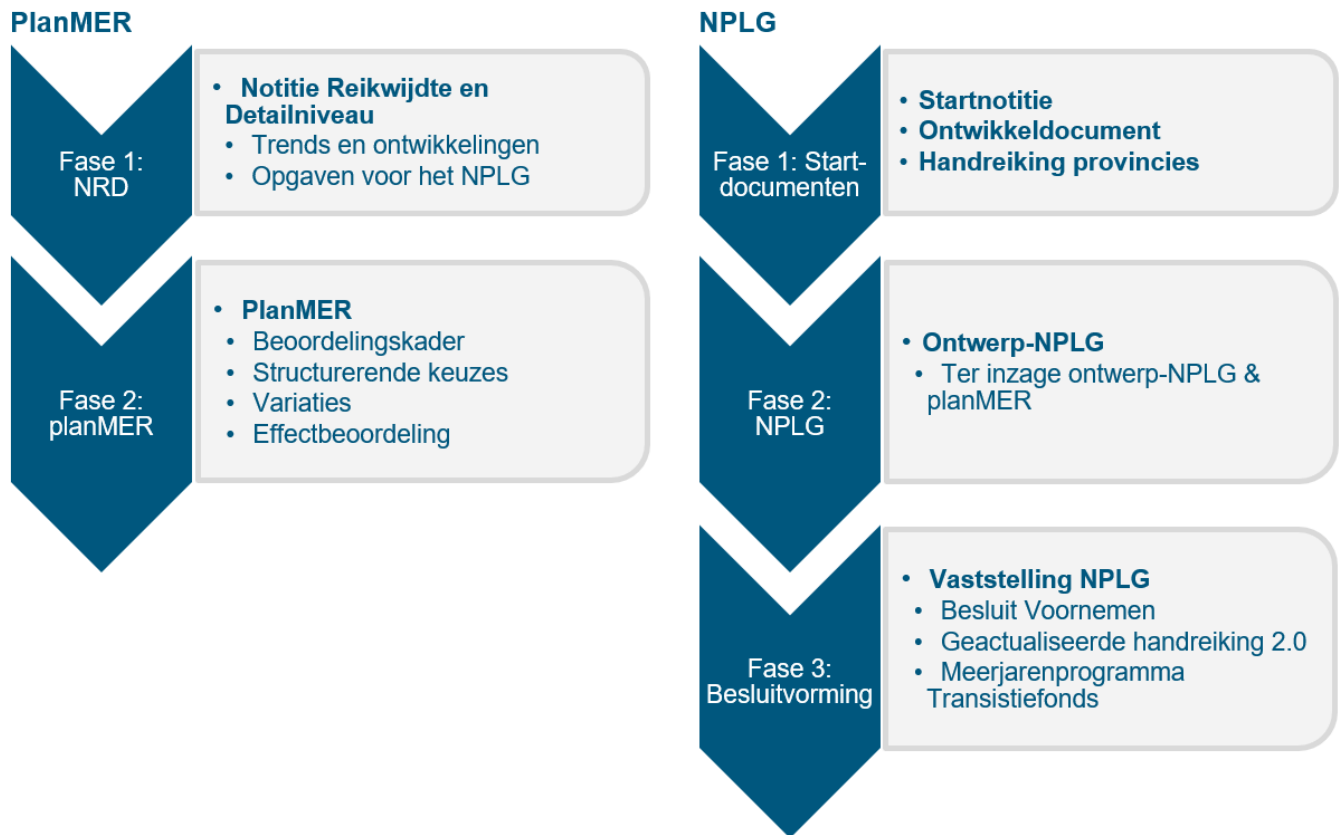 PlanMER
Fase 1:
NRD
• Notitie Reikwijdte en
Detailniveau
• Trends en ontwikkelingen
• Opgaven voor het NPLG
Fase 2:
planMER
• PlanMER
• Beoordelingskader
• Structurerende keuzes
• Variaties
• Effectbeoordeling
NPLG
Fase 1: Start-
documenten
• Startnotitie
• Ontwikkeldocument
• Handreiking provincies
Fase 2:
NPLG
• Ontwerp-NPLG
• Ter inzage ontwerp-NPLG &
planMER
Fase 3:
Besluitvorming
• Vaststelling NPLG
• Besluit Voornemen
• Geactualiseerde handreiking 2.0
• Meerjarenprogramma
Transistiefonds